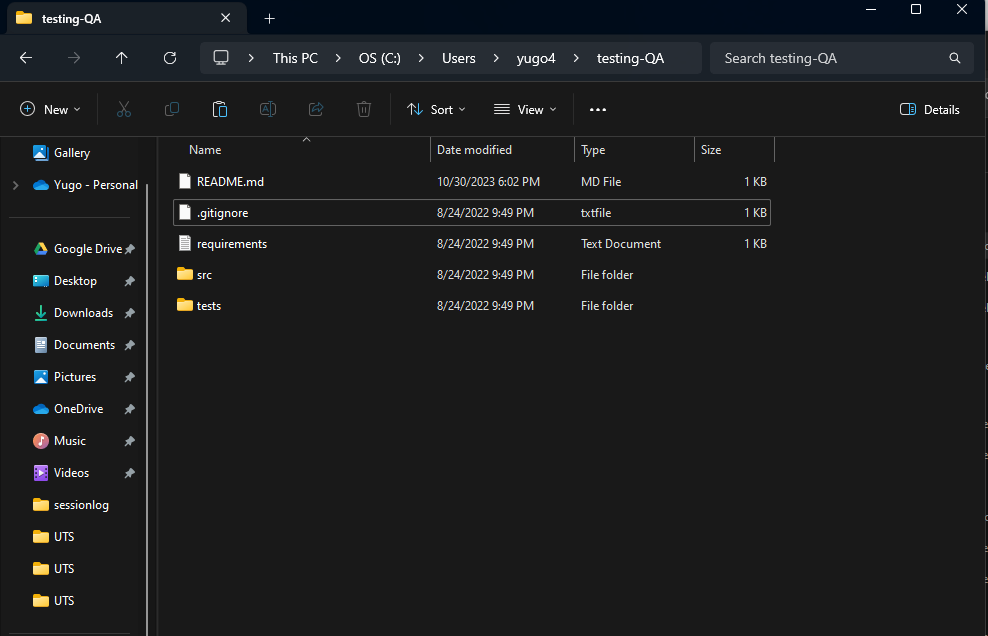 testing-QA
This PC > OS (C:) > Users > yugo4 > testing-QA
Search testing-QA
New
Sort
View
Details
Gallery
Yugo - Personal
Google Drive
Desktop
Downloads
Documents
Pictures
OneDrive
Music
Videos
sessionlog
UTS
UTS
UTS
Name Date modified Type Size
README.md 10/30/2023 6:02 PM MD File 1 KB
.gitignore 8/24/2022 9:49 PM txtfile 1 KB
requirements 8/24/2022 9:49 PM Text Document 1 KB
src 8/24/2022 9:49 PM File folder
tests 8/24/2022 9:49 PM File folder